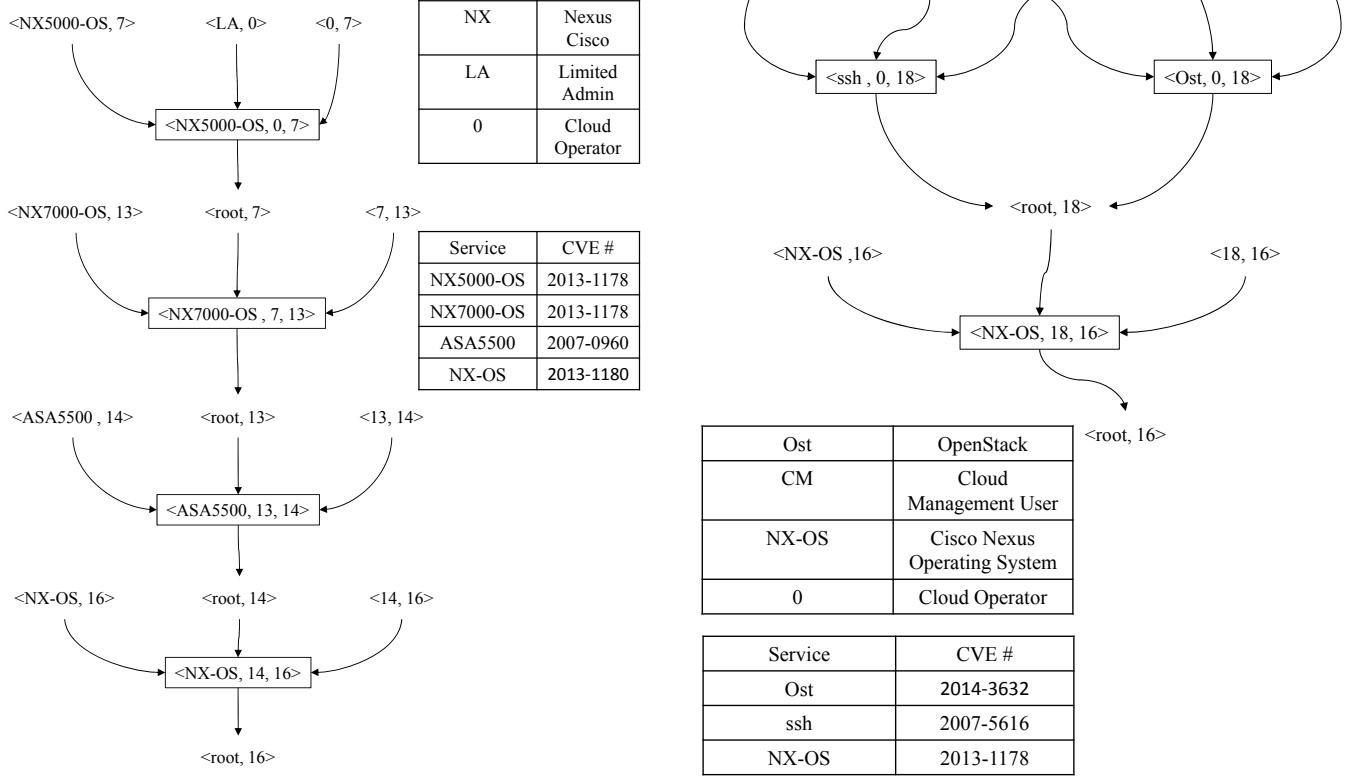 <NX5000-OS, 7> <LA, 0> <0, 7>
<NX5000-OS, 0, 7>
<NX7000-OS, 13> <root, 7> <7, 13>
<NX7000-OS , 7, 13>
<ASA5500 , 14> <root, 13> <13, 14>
<ASA5500, 13, 14>
<NX-OS, 16> <root, 14> <14, 16>
<NX-OS, 14, 16>
<root, 16>
NX Nexus
Cisco
LA Limited
Admin
0 Cloud
Operator
Service CVE #
NX5000-OS 2013-1178
NX7000-OS 2013-1178
ASA5500 2007-0960
NX-OS 2013-1180
<ssh , 0, 18> <Ost, 0, 18>
<root, 18>
<NX-OS ,16> <18, 16>
<NX-OS, 18, 16>
<root, 16>
Ost OpenStack
CM Cloud
Management User
NX-OS Cisco Nexus
Operating System
0 Cloud Operator
Service CVE #
Ost 2014-3632
ssh 2007-5616
NX-OS 2013-1178